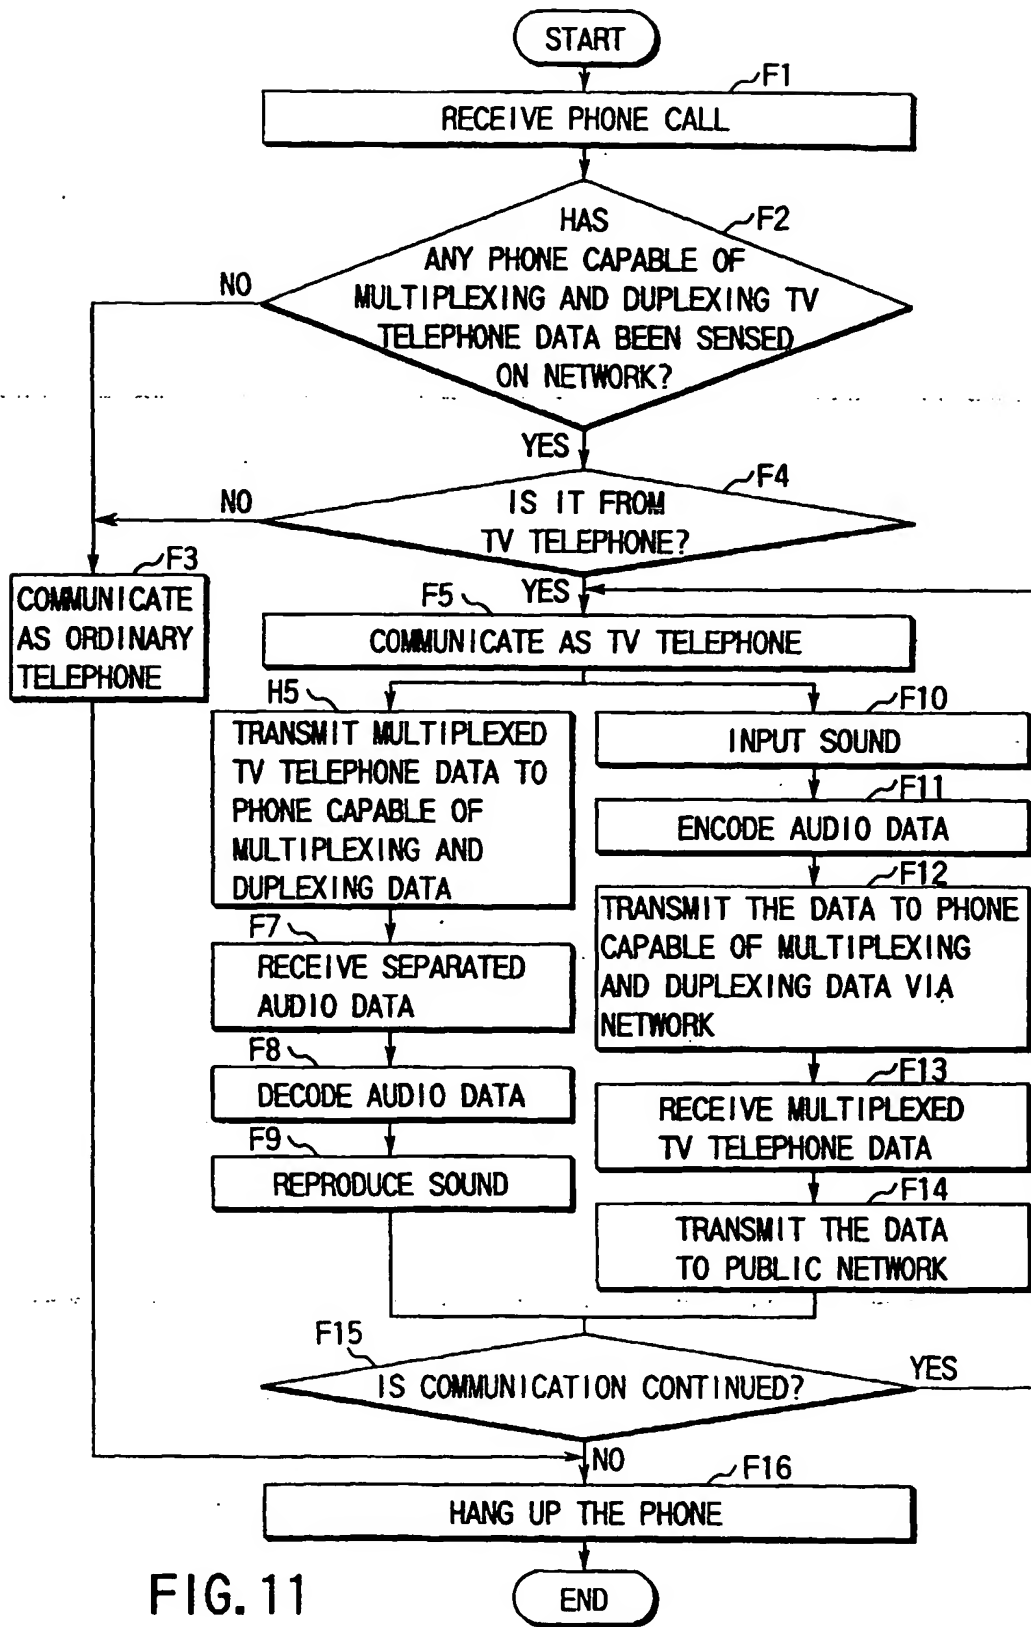 START
F1
RECEIVE PHONE CALL
F2
HAS
ANY PHONE CAPABLE OF
MULTIPLEXING AND DUPLEXING TV
TELEPHONE DATA BEEN SENSED
ON NETWORK?
NO
YES
F4
IS IT FROM
TV TELEPHONE?
NO
YES
F3
COMMUNICATE
AS ORDINARY
TELEPHONE
F5
COMMUNICATE AS TV TELEPHONE
H5
TRANSMIT MULTIPLEXED
TV TELEPHONE DATA TO
PHONE CAPABLE OF
MULTIPLEXING AND
DUPLEXING DATA
F7
RECEIVE SEPARATED
AUDIO DATA
F8
DECODE AUDIO DATA
F9
REPRODUCE SOUND
F10
INPUT SOUND
F11
ENCODE AUDIO DATA
F12
TRANSMIT THE DATA TO PHONE
CAPABLE OF MULTIPLEXING
AND DUPLEXING DATA VIA
NETWORK
F13
RECEIVE MULTIPLEXED
TV TELEPHONE DATA
F14
TRANSMIT THE DATA
TO PUBLIC NETWORK
F15
IS COMMUNICATION CONTINUED?
YES
NO
F16
HANG UP THE PHONE
END
FIG. 11